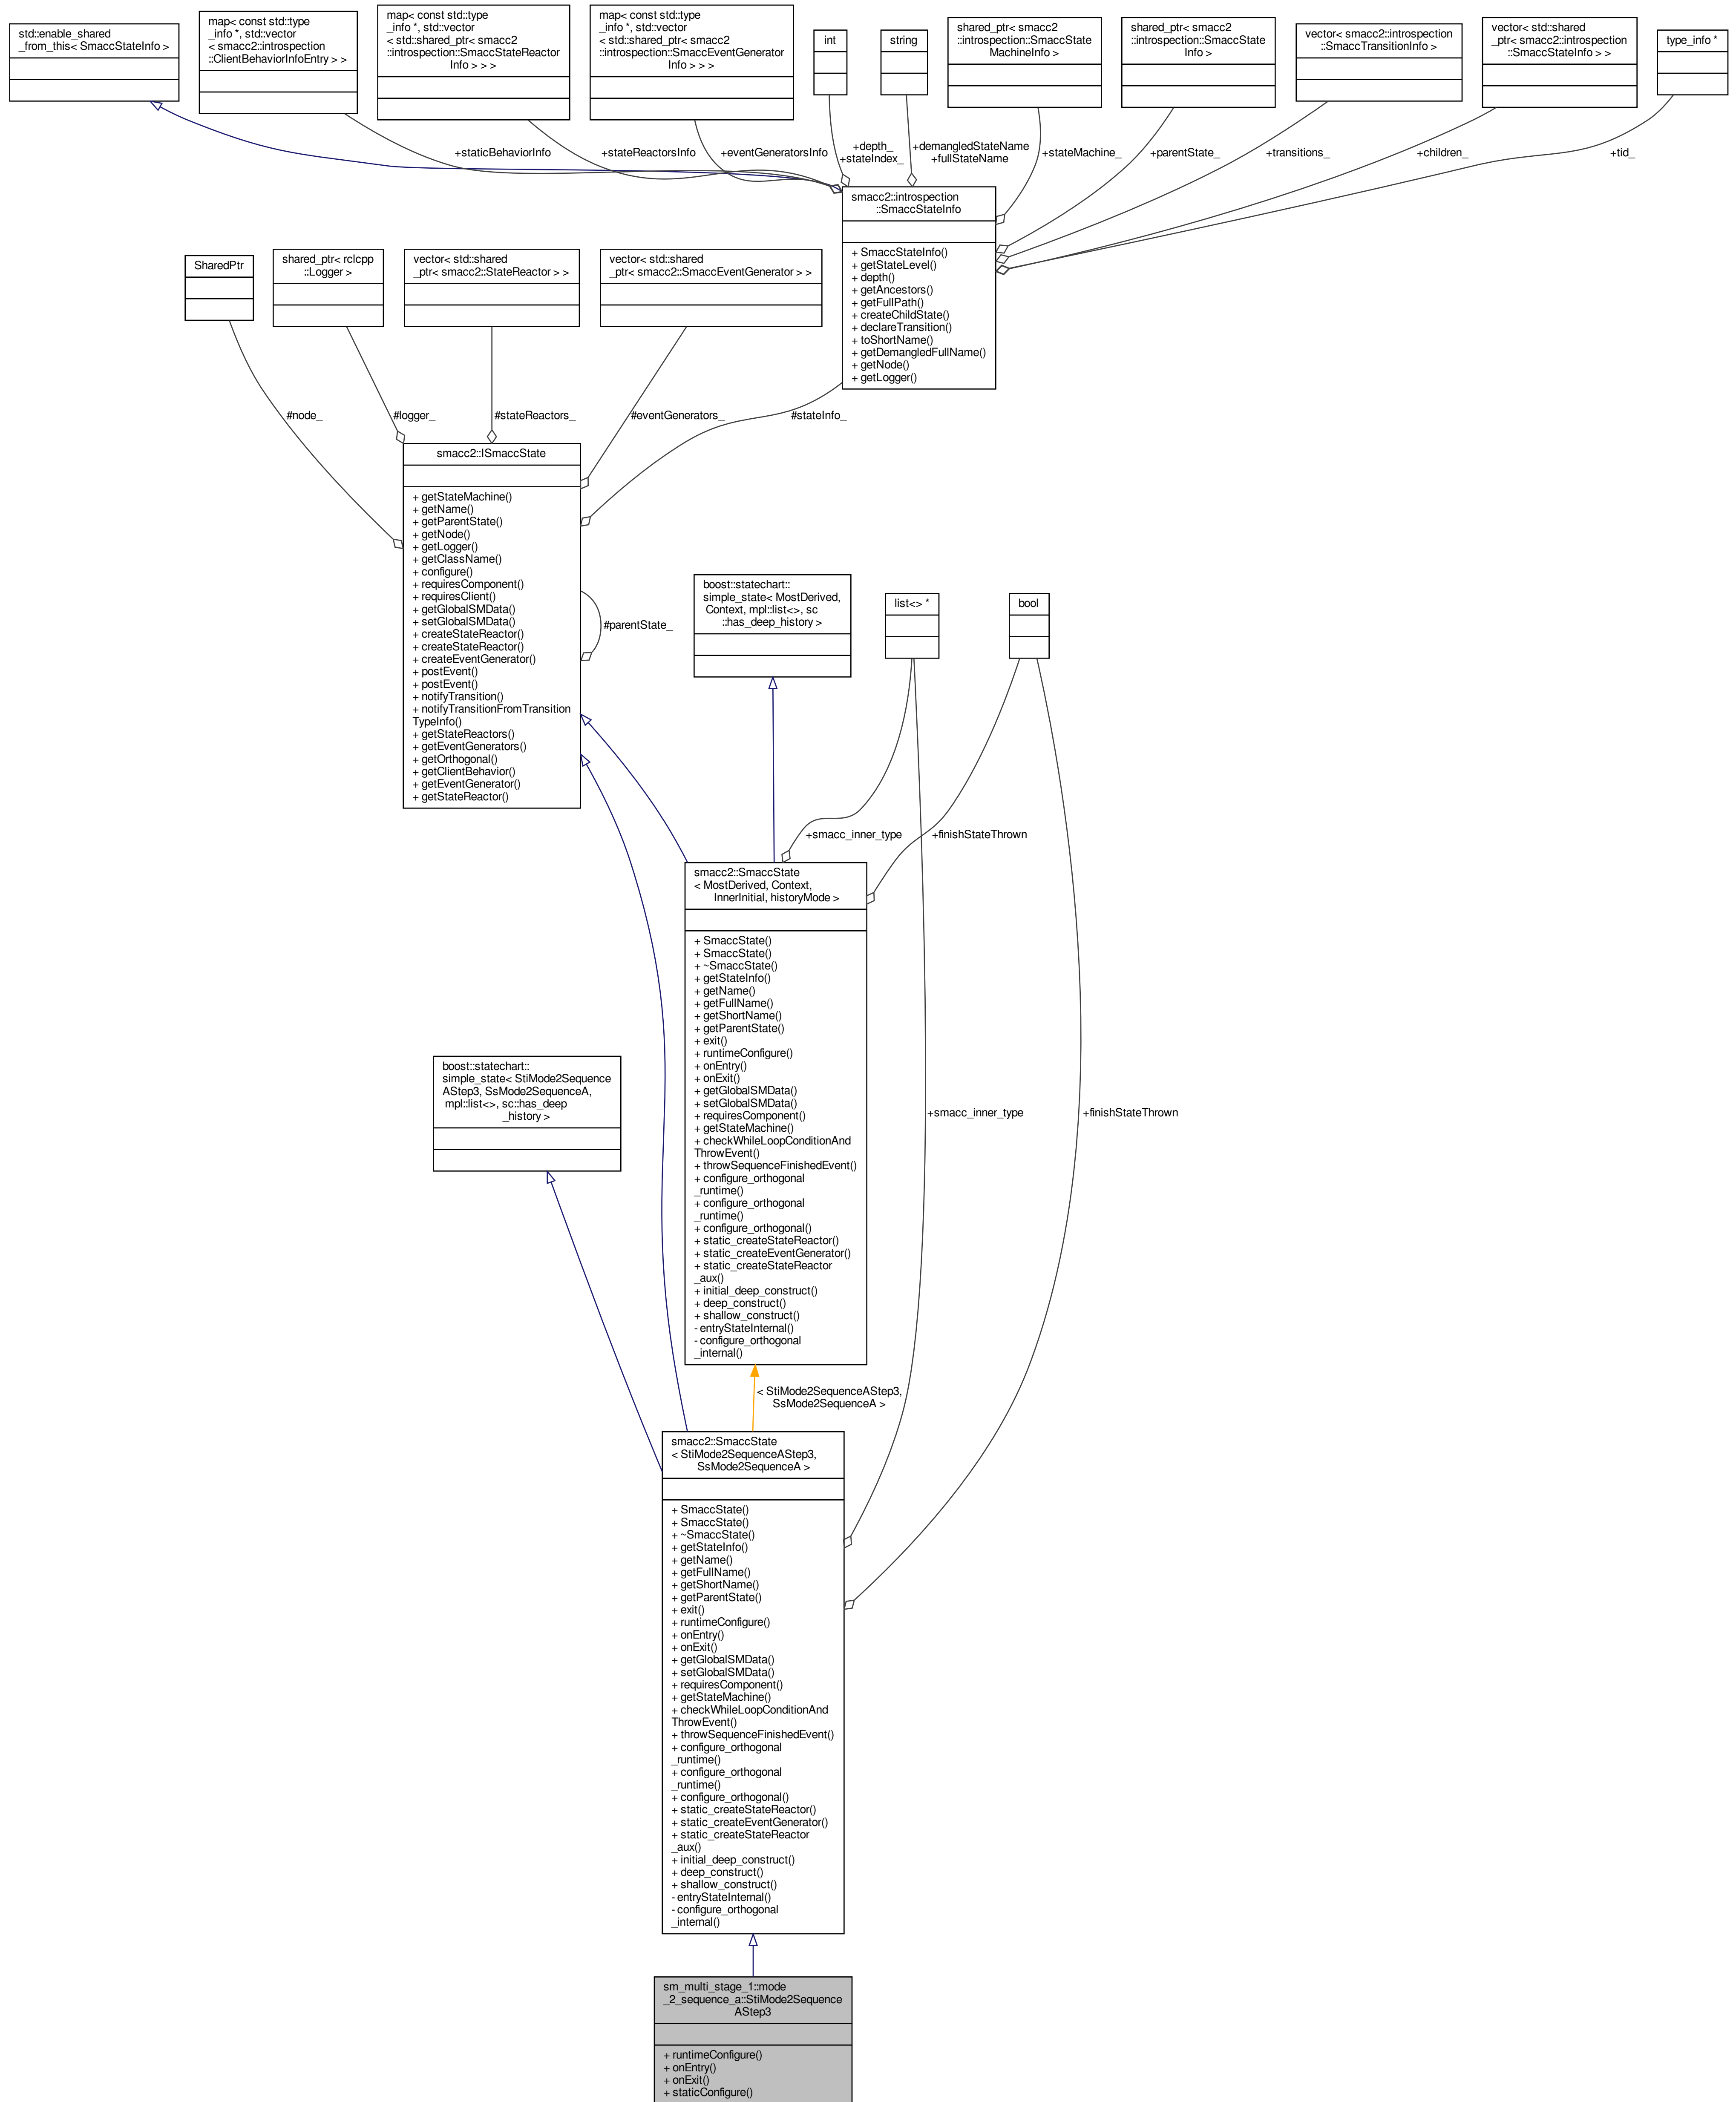 std::enable_shared
_from_this< SmaccStateInfo >
map< const std::type
_info *, std::vector
< smacc2::introspection
::ClientBehaviorInfoEntry > >
map< const std::type
_info *, std::vector
< std::shared_ptr< smacc2
::introspection::SmaccStateReactor
Info > > >
map< const std::type
_info *, std::vector
< std::shared_ptr< smacc2
::introspection::SmaccEventGenerator
Info > > >
int
string
shared_ptr< smacc2
::introspection::SmaccState
MachineInfo >
shared_ptr< smacc2
::introspection::SmaccState
Info >
vector< smacc2::introspection
::SmaccTransitionInfo >
vector< std::shared
_ptr< smacc2::introspection
::SmaccStateInfo > >
type_info *
+staticBehaviorInfo
+stateReactorsInfo
+eventGeneratorsInfo
+depth_
+stateIndex_
+demangledStateName
+fullStateName
+stateMachine_
+parentState_
+transitions_
+children_
+tid_
smacc2::introspection
::SmaccStateInfo
+ SmaccStateInfo()
+ getStateLevel()
+ depth()
+ getAncestors()
+ getFullPath()
+ createChildState()
+ declareTransition()
+ toShortName()
+ getDemangledFullName()
+ getNode()
+ getLogger()
SharedPtr
shared_ptr< rclcpp
::Logger >
vector< std::shared
_ptr< smacc2::StateReactor > >
vector< std::shared
_ptr< smacc2::SmaccEventGenerator > >
#node_
#logger_
#stateReactors_
#eventGenerators_
#stateInfo_
smacc2::ISmaccState
+ getStateMachine()
+ getName()
+ getParentState()
+ getNode()
+ getLogger()
+ getClassName()
+ configure()
+ requiresComponent()
+ requiresClient()
+ getGlobalSMData()
+ setGlobalSMData()
+ createStateReactor()
+ createStateReactor()
+ createEventGenerator()
+ postEvent()
+ postEvent()
+ notifyTransition()
+ notifyTransitionFromTransition
TypeInfo()
+ getStateReactors()
+ getEventGenerators()
+ getOrthogonal()
+ getClientBehavior()
+ getEventGenerator()
+ getStateReactor()
#parentState_
boost::statechart::
simple_state< MostDerived,
Context, mpl::list<>, sc
::has_deep_history >
list<> *
bool
+smacc_inner_type
+finishStateThrown
smacc2::SmaccState
< MostDerived, Context,
InnerInitial, historyMode >
+ SmaccState()
+ SmaccState()
+ ~SmaccState()
+ getStateInfo()
+ getName()
+ getFullName()
+ getShortName()
+ getParentState()
+ exit()
+ runtimeConfigure()
+ onEntry()
+ onExit()
+ getGlobalSMData()
+ setGlobalSMData()
+ requiresComponent()
+ getStateMachine()
+ checkWhileLoopConditionAnd
ThrowEvent()
+ throwSequenceFinishedEvent()
+ configure_orthogonal
_runtime()
+ configure_orthogonal
_runtime()
+ configure_orthogonal()
+ static_createStateReactor()
+ static_createEventGenerator()
+ static_createStateReactor
_aux()
+ initial_deep_construct()
+ deep_construct()
+ shallow_construct()
- entryStateInternal()
- configure_orthogonal
_internal()
boost::statechart::
simple_state< StiMode2Sequence
AStep3, SsMode2SequenceA,
mpl::list<>, sc::has_deep
_history >
+smacc_inner_type
+finishStateThrown
< StiMode2SequenceAStep3,
SsMode2SequenceA >
smacc2::SmaccState
< StiMode2SequenceAStep3,
SsMode2SequenceA >
+ SmaccState()
+ SmaccState()
+ ~SmaccState()
+ getStateInfo()
+ getName()
+ getFullName()
+ getShortName()
+ getParentState()
+ exit()
+ runtimeConfigure()
+ onEntry()
+ onExit()
+ getGlobalSMData()
+ setGlobalSMData()
+ requiresComponent()
+ getStateMachine()
+ checkWhileLoopConditionAnd
ThrowEvent()
+ throwSequenceFinishedEvent()
+ configure_orthogonal
_runtime()
+ configure_orthogonal
_runtime()
+ configure_orthogonal()
+ static_createStateReactor()
+ static_createEventGenerator()
+ static_createStateReactor
_aux()
+ initial_deep_construct()
+ deep_construct()
+ shallow_construct()
- entryStateInternal()
- configure_orthogonal
_internal()
sm_multi_stage_1::mode
_2_sequence_a::StiMode2Sequence
AStep3
+ runtimeConfigure()
+ onEntry()
+ onExit()
+ staticConfigure()